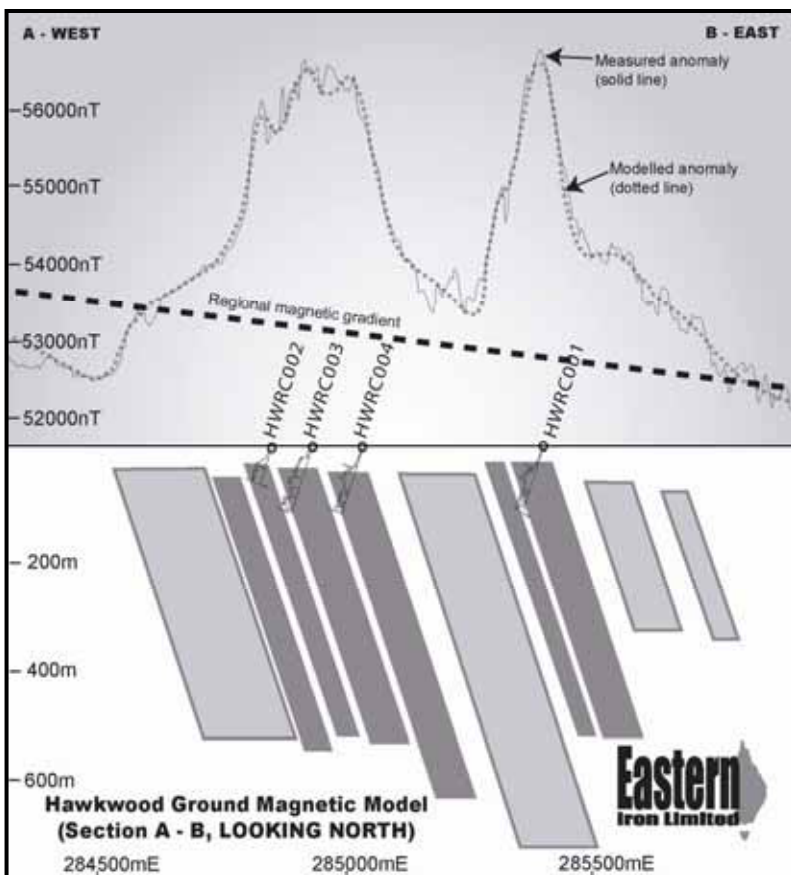 A - WEST
B - EAST
Measured anomaly
(solid line)
56000nT
Modelled anomaly
(dotted line)
55000nT
54000nT
Regional magnetic gradient
53000nT
52000nT
HWRC002
HWRC003
HWRC004
HWRC001
200m
400m
600m
Eastern
Iron Limited
Hawkwood Ground Magnetic Model
(Section A - B, LOOKING NORTH)
284500mE
285000mE
285500mE